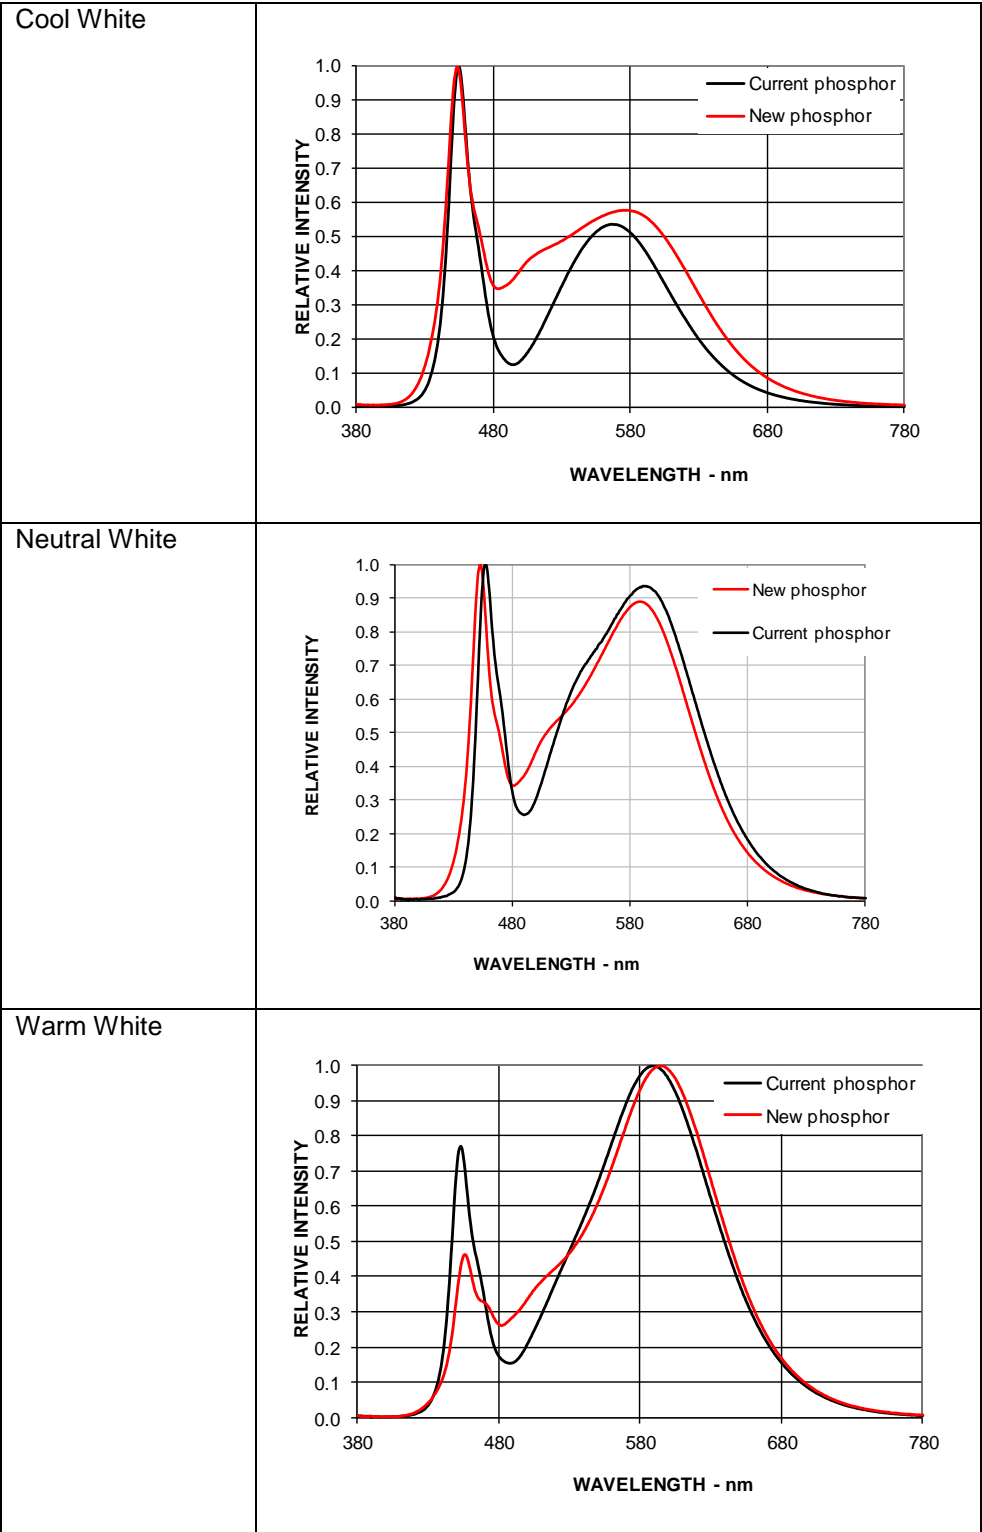 Cool White
1.0
0.9
0.8
0.7
0.6
0.5
0.4
0.3
0.2
0.1
0.0
RELATIVE INTENSITY
Current phosphor
New phosphor
380 480 580 680 780
WAVELENGTH - nm
Neutral White
1.0
0.9
0.8
0.7
0.6
0.5
0.4
0.3
0.2
0.1
0.0
RELATIVE INTENSITY
New phosphor
Current phosphor
380 480 580 680 780
WAVELENGTH - nm
Warm White
1.0
0.9
0.8
0.7
0.6
0.5
0.4
0.3
0.2
0.1
0.0
RELATIVE INTENSITY
Current phosphor
New phosphor
380 480 580 680 780
WAVELENGTH - nm